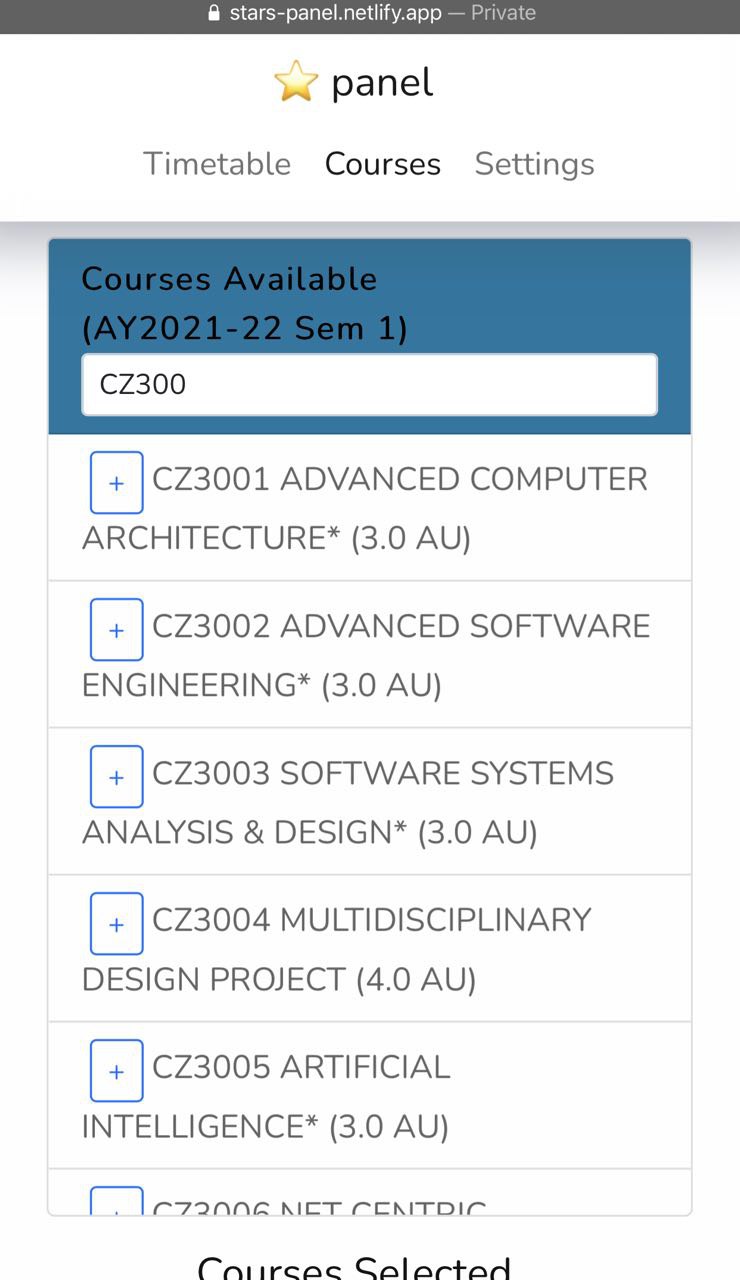 stars-panel.netlify.app — Private
⭐ panel
Timetable Courses Settings
Courses Available
(AY2021-22 Sem 1)
CZ300
+ CZ3001 ADVANCED COMPUTER
ARCHITECTURE* (3.0 AU)
+ CZ3002 ADVANCED SOFTWARE
ENGINEERING* (3.0 AU)
+ CZ3003 SOFTWARE SYSTEMS
ANALYSIS & DESIGN* (3.0 AU)
+ CZ3004 MULTIDISCIPLINARY
DESIGN PROJECT (4.0 AU)
+ CZ3005 ARTIFICIAL
INTELLIGENCE* (3.0 AU)
CZ3006 NET CENTRIC
Courses Selected